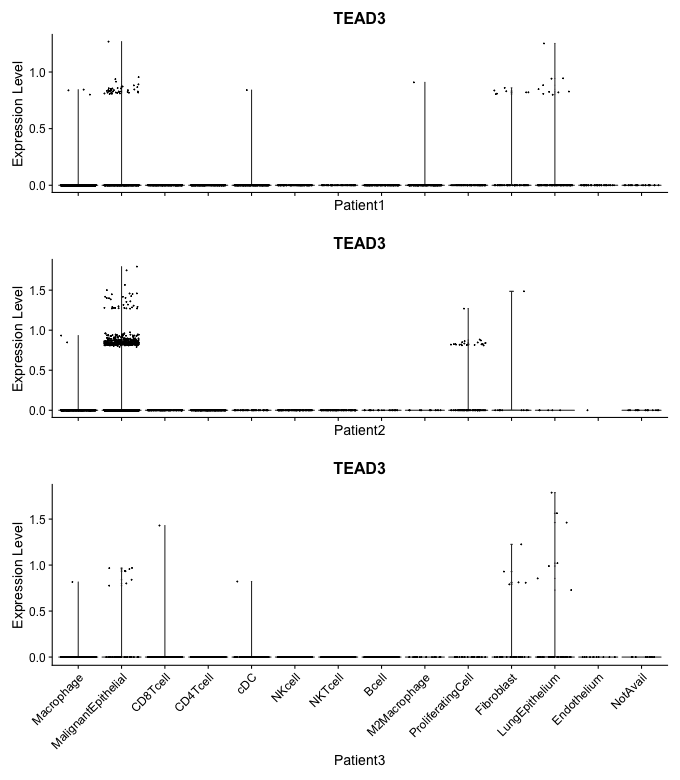 TEAD3
Expression Level
1.0
0.5
0.0
Patient1
TEAD3
Expression Level
1.5
1.0
0.5
0.0
Patient2
TEAD3
Expression Level
1.5
1.0
0.5
0.0
Macrophage
MalignantEpithelial
CD8Tcell
CD4Tcell
cDC
NKcell
NKTcell
Bcell
M2Macrophage
ProliferatingCell
Fibroblast
LungEpithelium
Endothelium
NotAvail
Patient3